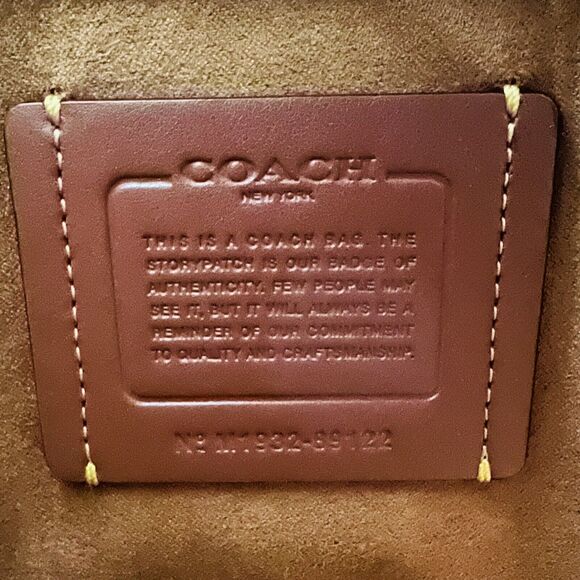 COACH
NEW YORK
THIS IS A COACH BAG. THE
STORYPATCH IS OUR BADGE OF
AUTHENTICITY. FEW PEOPLE MAY
SEE IT, BUT IT WILL ALWAYS BE A
REMINDER OF OUR COMMITMENT
TO QUALITY AND CRAFTSMANSHIP.
No M1932-89122